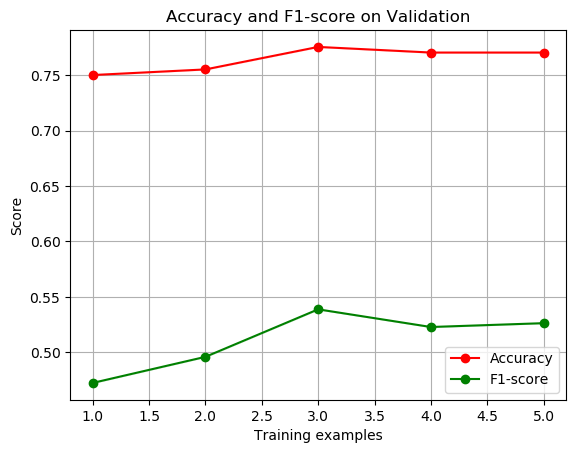 Accuracy and F1-score on Validation
Score
0.75
0.70
0.65
0.60
0.55
0.50
Accuracy
F1-score
1.0 1.5 2.0 2.5 3.0 3.5 4.0 4.5 5.0
Training examples